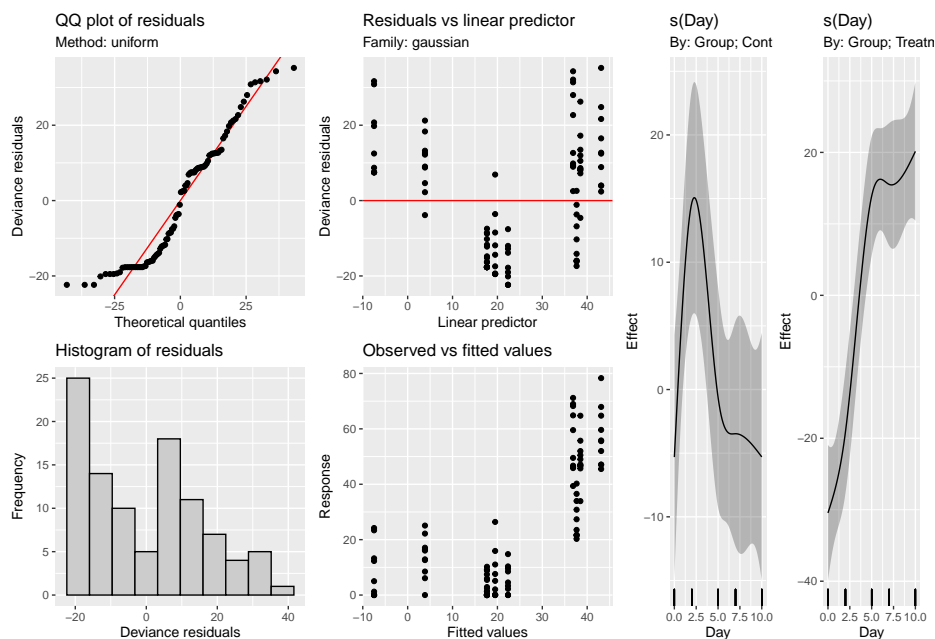 QQ plot of residuals
Method: uniform
Deviance residuals
20
0
−20
−25
0
25
Theoretical quantiles
Residuals vs linear predictor
Family: gaussian
Deviance residuals
20
0
−20
−10
0
10
20
30
40
Linear predictor
Histogram of residuals
Frequency
25
20
15
10
5
0
−20
0
20
40
Deviance residuals
Observed vs fitted values
Response
80
60
40
20
0
−10
0
10
20
30
40
Fitted values
s(Day)
By: Group; Cont
Effect
20
10
0
−10
0.0
2.5
5.0
7.5
10.0
Day
s(Day)
By: Group; Treatm
Effect
20
0
−20
−40
0.0
2.5
5.0
7.5
10.0
Day